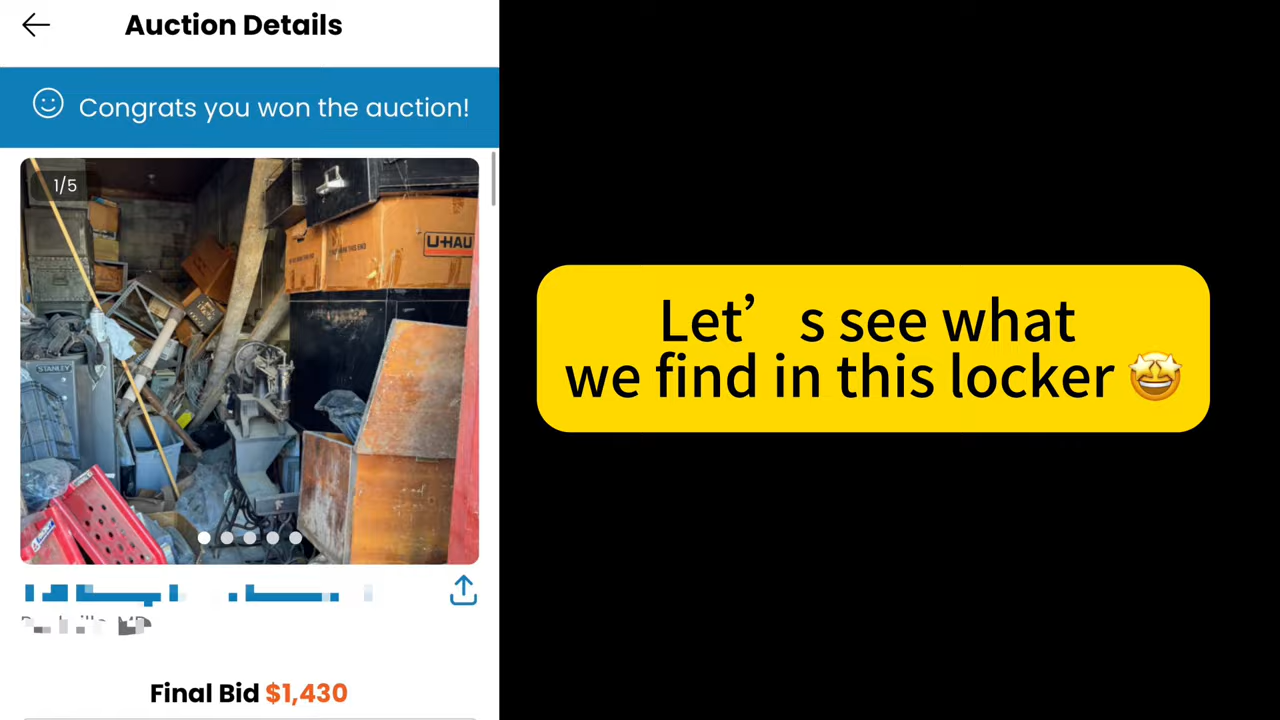 Auction Details
Congrats you won the auction!
1/5
U-HAU
STANLEY
Final Bid $1,430
Let’s see what
we find in this locker 🤩